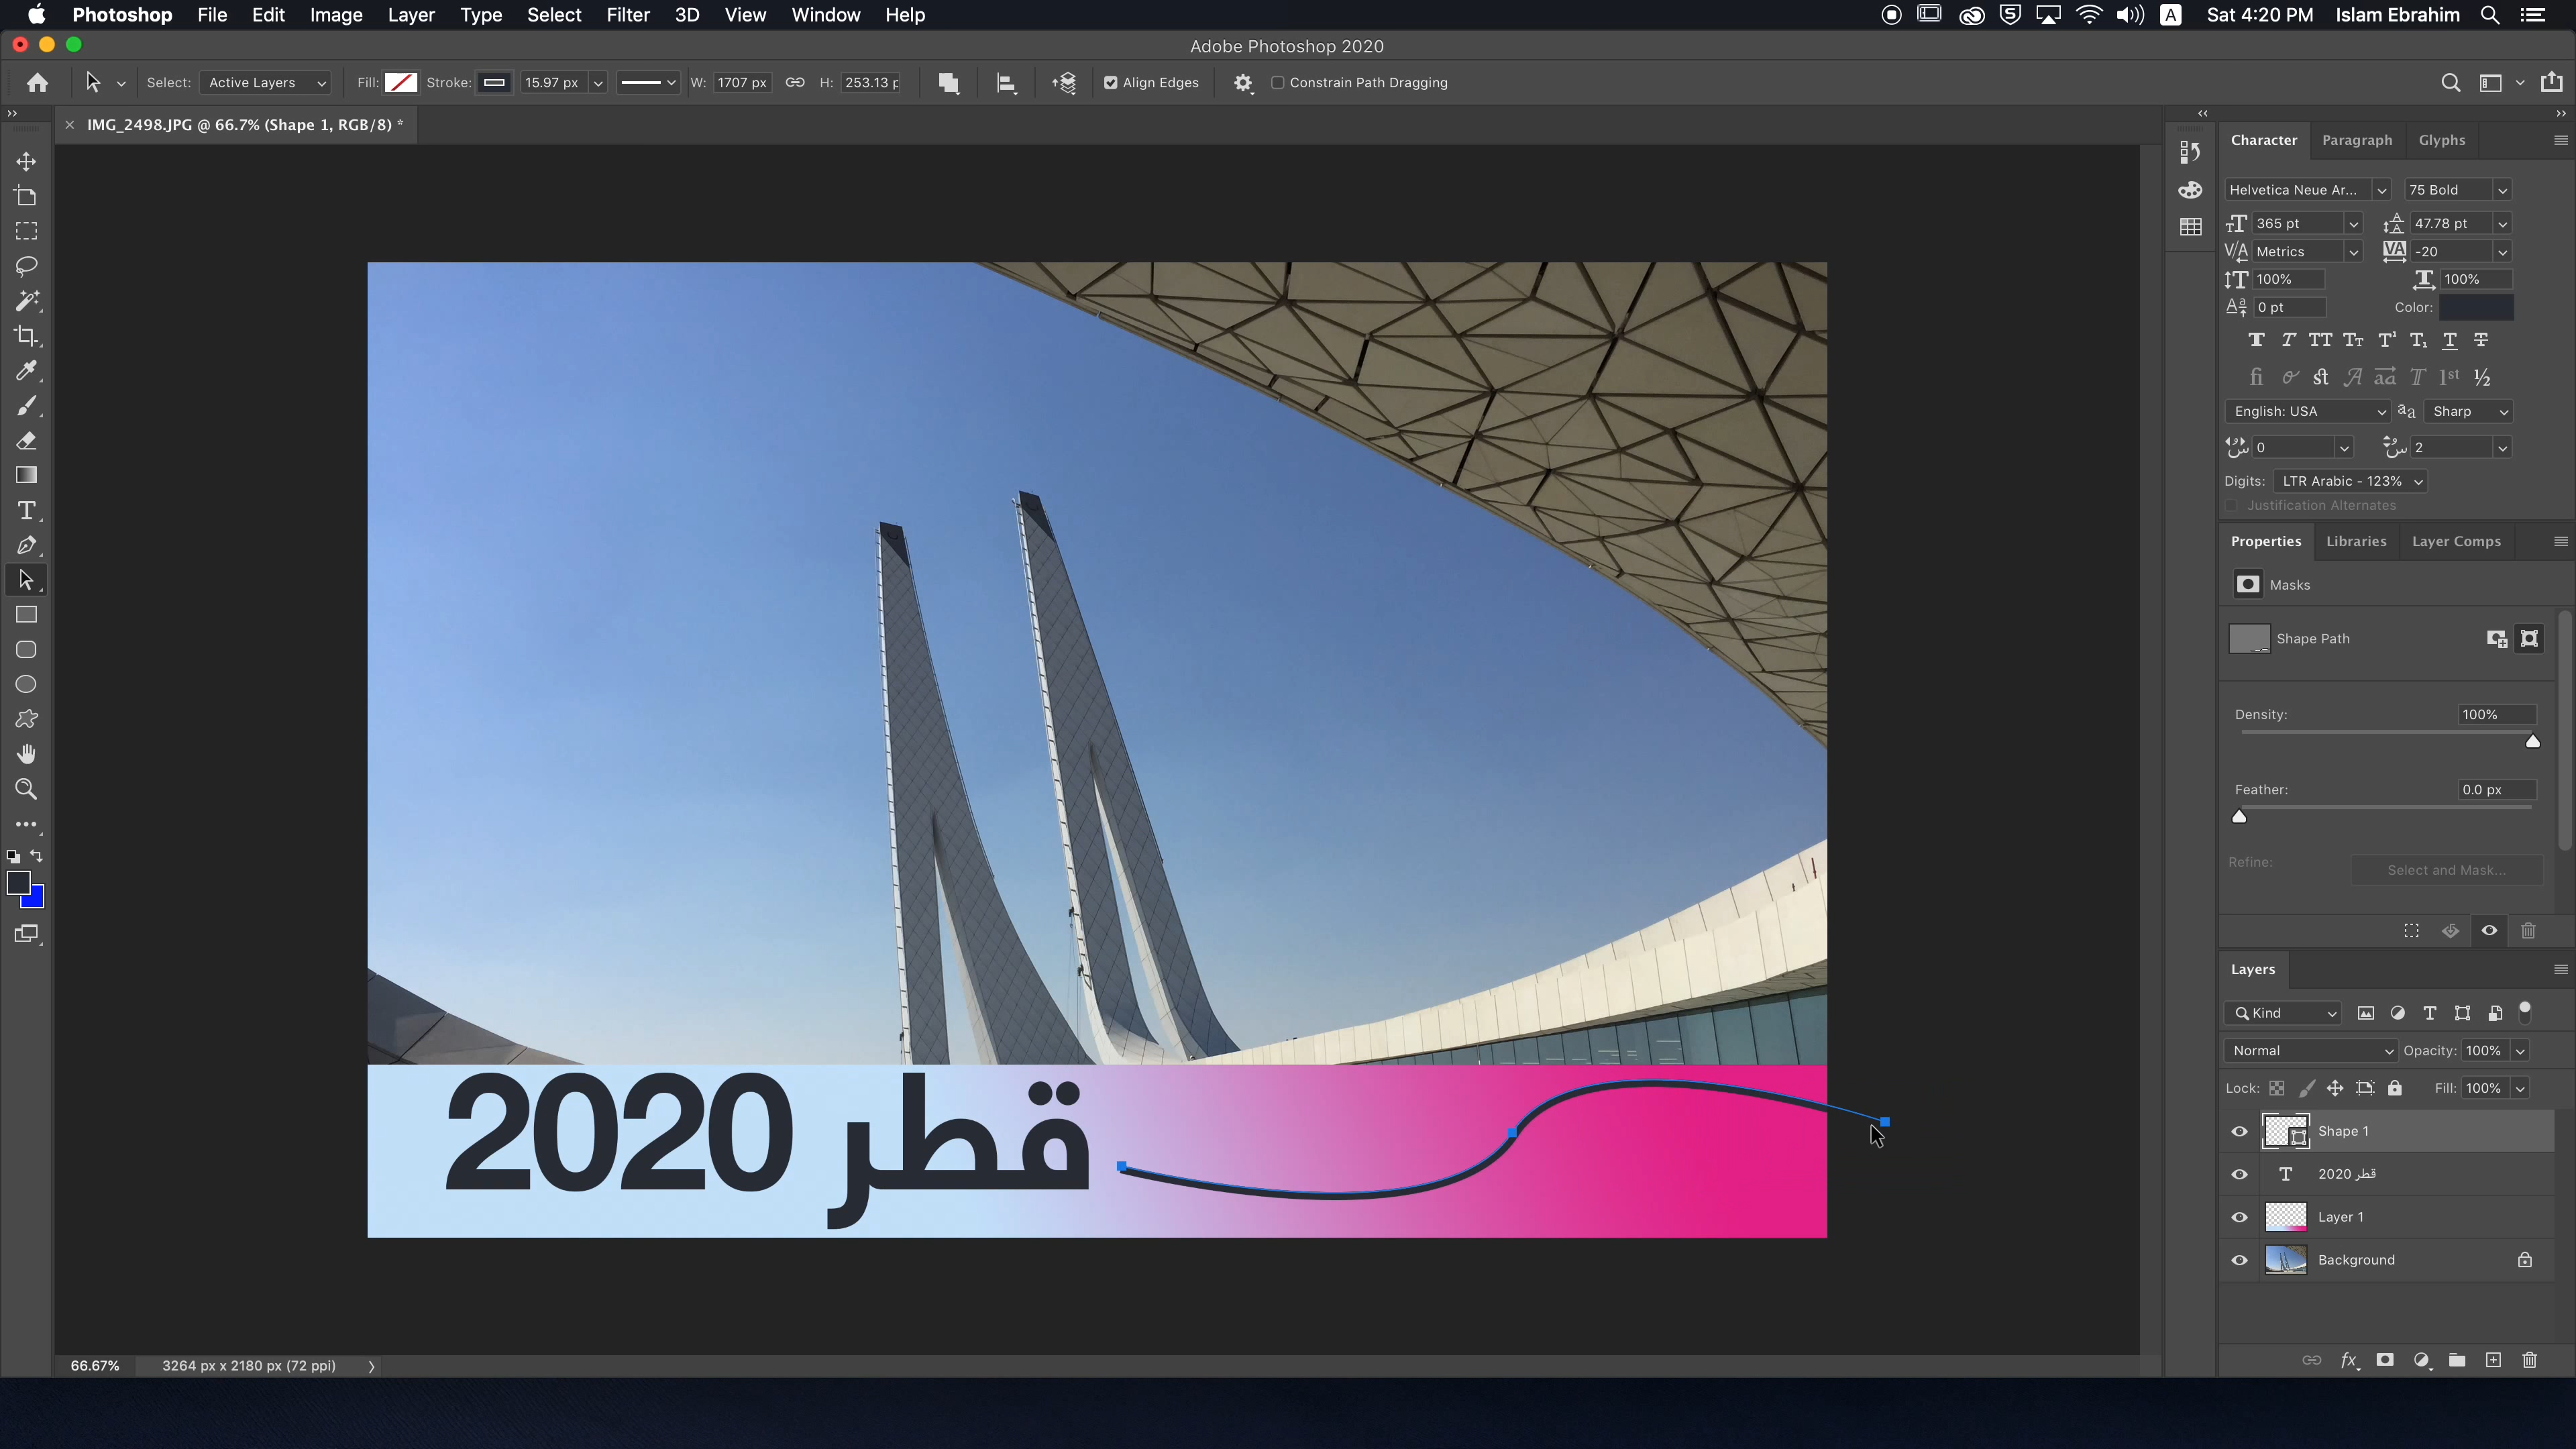 Photoshop File Edit Image Layer Type Select Filter 3D View Window Help
A Sat 4:20 PM Islam Ebrahim
Adobe Photoshop 2020
Select: Active Layers Fill: Stroke: 15.97 px W: 1707 px H: 253.13 p Align Edges Constrain Path Dragging
IMG_2498.JPG @ 66.7% (Shape 1, RGB/8) *
Character Paragraph Glyphs
Helvetica Neue Ar... 75 Bold
365 pt 47.78 pt
Metrics -20
100% 100%
0 pt Color:
English: USA Sharp
0 2
Digits: LTR Arabic - 123%
Justification Alternates
Properties Libraries Layer Comps
Masks
Shape Path
Density: 100%
Feather: 0.0 px
Refine: Select and Mask...
Layers
Kind
Normal Opacity: 100%
Lock: Fill: 100%
Shape 1
قطر 2020
Layer 1
Background
قطر 2020
66.67% 3264 px x 2180 px (72 ppi)